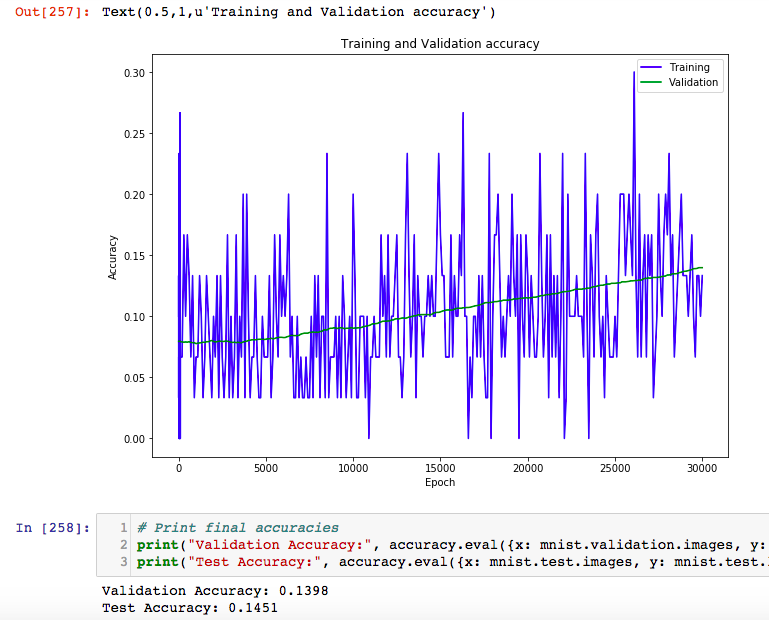 Out[257]: Text(0.5,1,u'Training and Validation accuracy')
Training and Validation accuracy
Training
Validation
0.30
0.25
0.20
0.15
0.10
0.05
0.00
Accuracy
0 5000 10000 15000 20000 25000 30000
Epoch
In [258]: 1 # Print final accuracies
2 print("Validation Accuracy:", accuracy.eval({x: mnist.validation.images, y:
3 print("Test Accuracy:", accuracy.eval({x: mnist.test.images, y: mnist.test.
Validation Accuracy: 0.1398
Test Accuracy: 0.1451